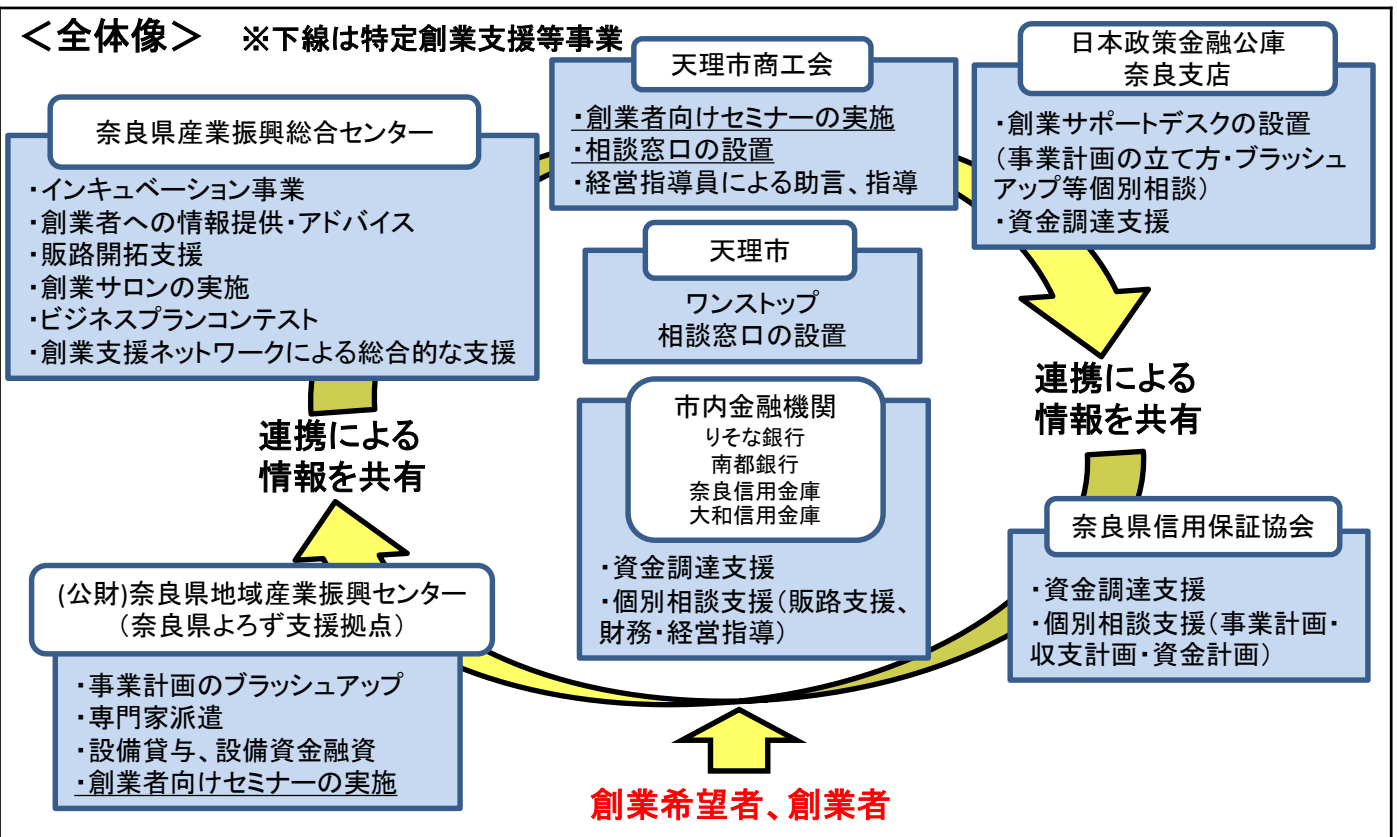 ＜全体像＞ ※下線は特定創業支援等事業
奈良県産業振興総合センター
・インキュベーション事業
・創業者への情報提供・アドバイス
・販路開拓支援
・創業サロンの実施
・ビジネスプランコンテスト
・創業支援ネットワークによる総合的な支援
天理市商工会
・創業者向けセミナーの実施
・相談窓口の設置
・経営指導員による助言、指導
日本政策金融公庫
奈良支店
・創業サポートデスクの設置
（事業計画の立て方・ブラッシュ
アップ等個別相談）
・資金調達支援
天理市
ワンストップ
相談窓口の設置
連携による
情報を共有
連携による
情報を共有
市内金融機関
りそな銀行
南都銀行
奈良信用金庫
大和信用金庫
・資金調達支援
・個別相談支援（販路支援、
財務・経営指導）
(公財)奈良県地域産業振興センター
（奈良県よろず支援拠点）
・事業計画のブラッシュアップ
・専門家派遣
・設備貸与、設備資金融資
・創業者向けセミナーの実施
奈良県信用保証協会
・資金調達支援
・個別相談支援（事業計画・
収支計画・資金計画）
創業希望者、創業者